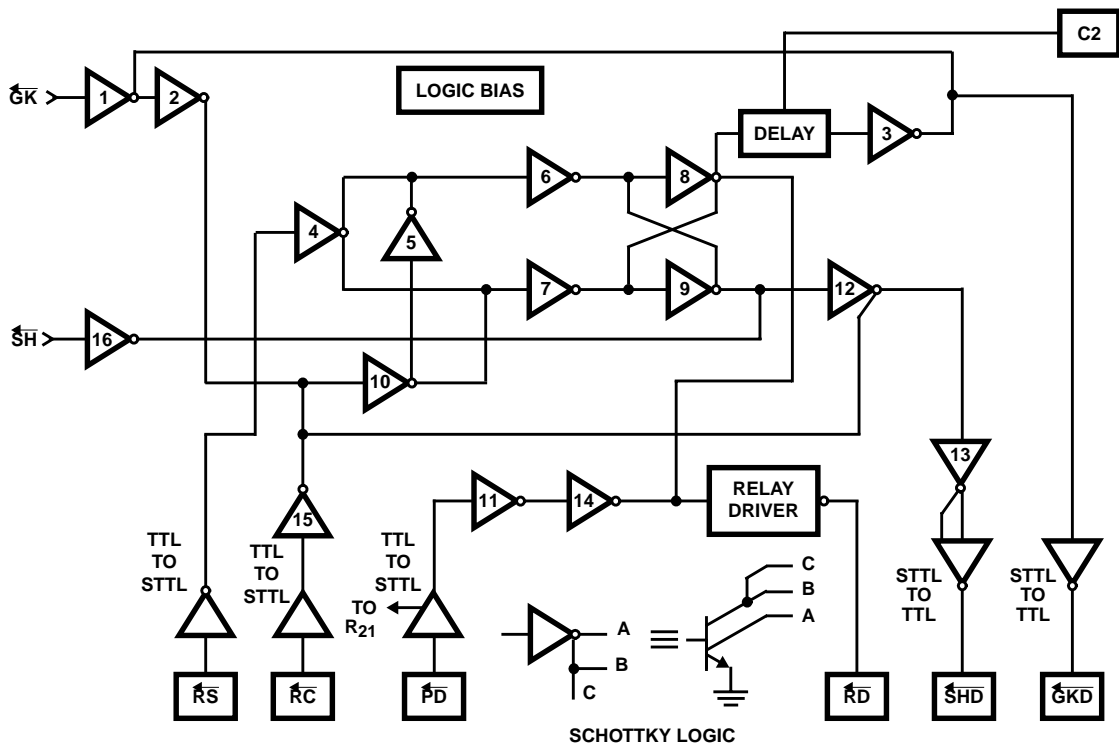 C2
GK
1
2
LOGIC BIAS
DELAY
3
6
8
4
5
7
9
12
SH
16
10
13
11
14
RELAY
DRIVER
15
TTL
TO
STTL
TTL
TO
STTL
TTL
TO
STTL
TO
R21
C
B
A
A
B
C
STTL
TO
TTL
STTL
TO
TTL
RS
RC
PD
RD
SHD
GKD
SCHOTTKY LOGIC